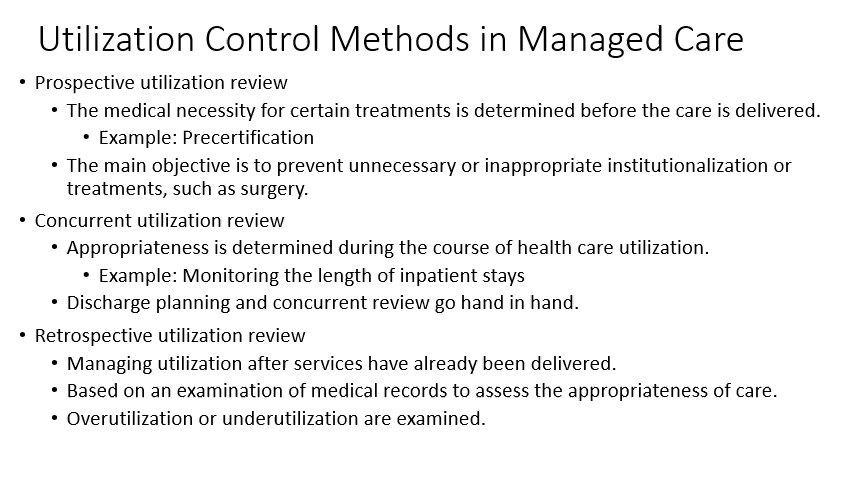 Utilization Control Methods in Managed Care
• Prospective utilization review
• The medical necessity for certain treatments is determined before the care is delivered.
• Example: Precertification
• The main objective is to prevent unnecessary or inappropriate institutionalization or
treatments, such as surgery.
• Concurrent utilization review
• Appropriateness is determined during the course of health care utilization.
• Example: Monitoring the length of inpatient stays
• Discharge planning and concurrent review go hand in hand.
• Retrospective utilization review
• Managing utilization after services have already been delivered.
• Based on an examination of medical records to assess the appropriateness of care.
• Overutilization or underutilization are examined.